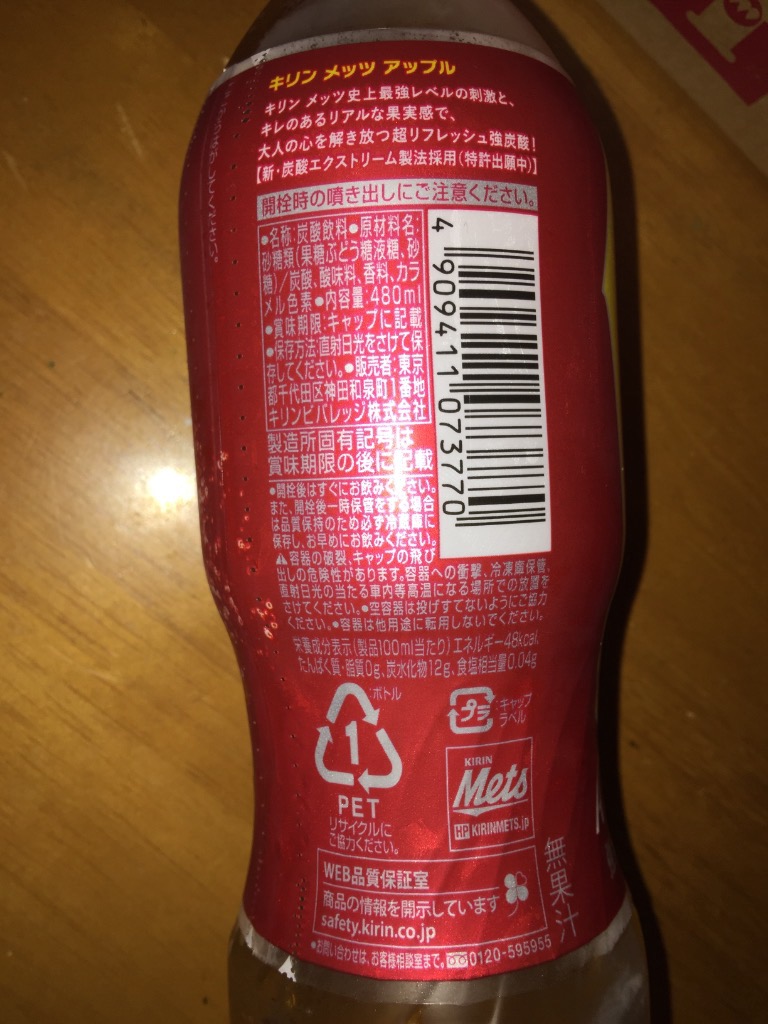 キリン メッツ アップル
キリン メッツ史上最強レベルの刺激と、
キレのあるリアルな果実感で、
大人の心を解き放つ超リフレッシュ強炭酸!
【新・炭酸エクストリーム製法採用(特許出願中)】
開栓時の噴き出しにご注意ください。
●名称:炭酸飲料●原材料名:
砂糖類(果糖ぶどう糖液糖、砂
糖)/炭酸、酸味料、香料、カラ
メル色素●内容量:480ml
●賞味期限:キャップに記載
●保存方法:直射日光をさけて保
存してください。●販売者:東京
都千代田区神田和泉町1番地
キリンビバレッジ株式会社
製造所固有記号は
賞味期限の後に記載
4 909411 073770
●開栓後はすぐにお飲みください。
また、開栓後一時保管をする場合
は品質保持のため必ず冷蔵庫に
保存し、お早めにお飲みください。
⚠容器の破裂、キャップの飛び
出しの危険性があります。容器への衝撃、冷凍庫保管、
直射日光の当たる車内等高温になる場所での放置を
さけてください。●空容器は投げすてないようにご協力
ください。●容器は他用途に転用しないでください。
栄養成分表示(製品100ml当たり)エネルギー48kcal、
たんぱく質・脂質0g、炭水化物12g、食塩相当量0.04g
:ボトル
1
PET
リサイクルに
ご協力ください。
プラ
:キャップ
ラベル
KIRIN
Mets
HP KIRINMETS.jp
無果汁
WEB品質保証室
商品の情報を開示しています
safety.kirin.co.jp
●お問い合わせは、お客様相談室まで。0120-595955